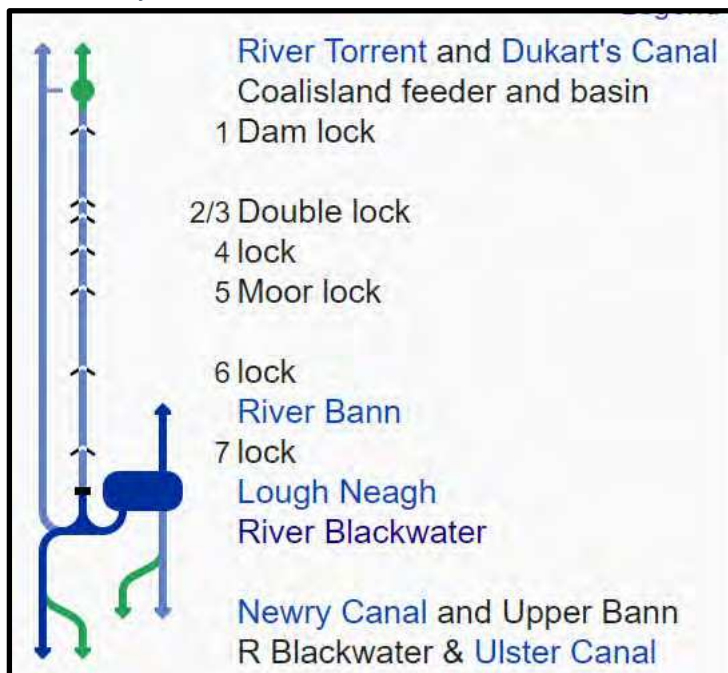 River Torrent and Dukart's Canal
Coalisland feeder and basin
1 Dam lock
2/3 Double lock
4 lock
5 Moor lock
6 lock
River Bann
7 lock
Lough Neagh
River Blackwater
Newry Canal and Upper Bann
R Blackwater & Ulster Canal